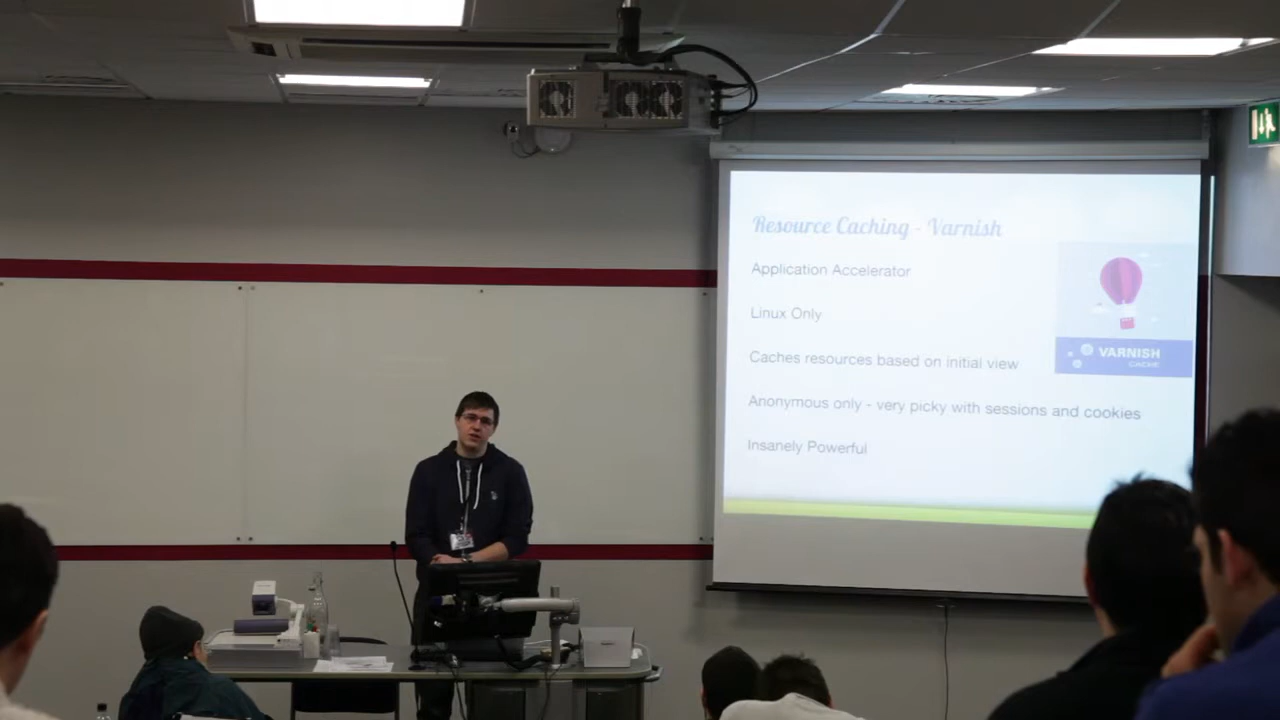 Resource Caching - Varnish
Application Accelerator
Linux Only
Caches resources based on initial view
VARNISH
CACHE
Anonymous only - very picky with sessions and cookies
Insanely Powerful